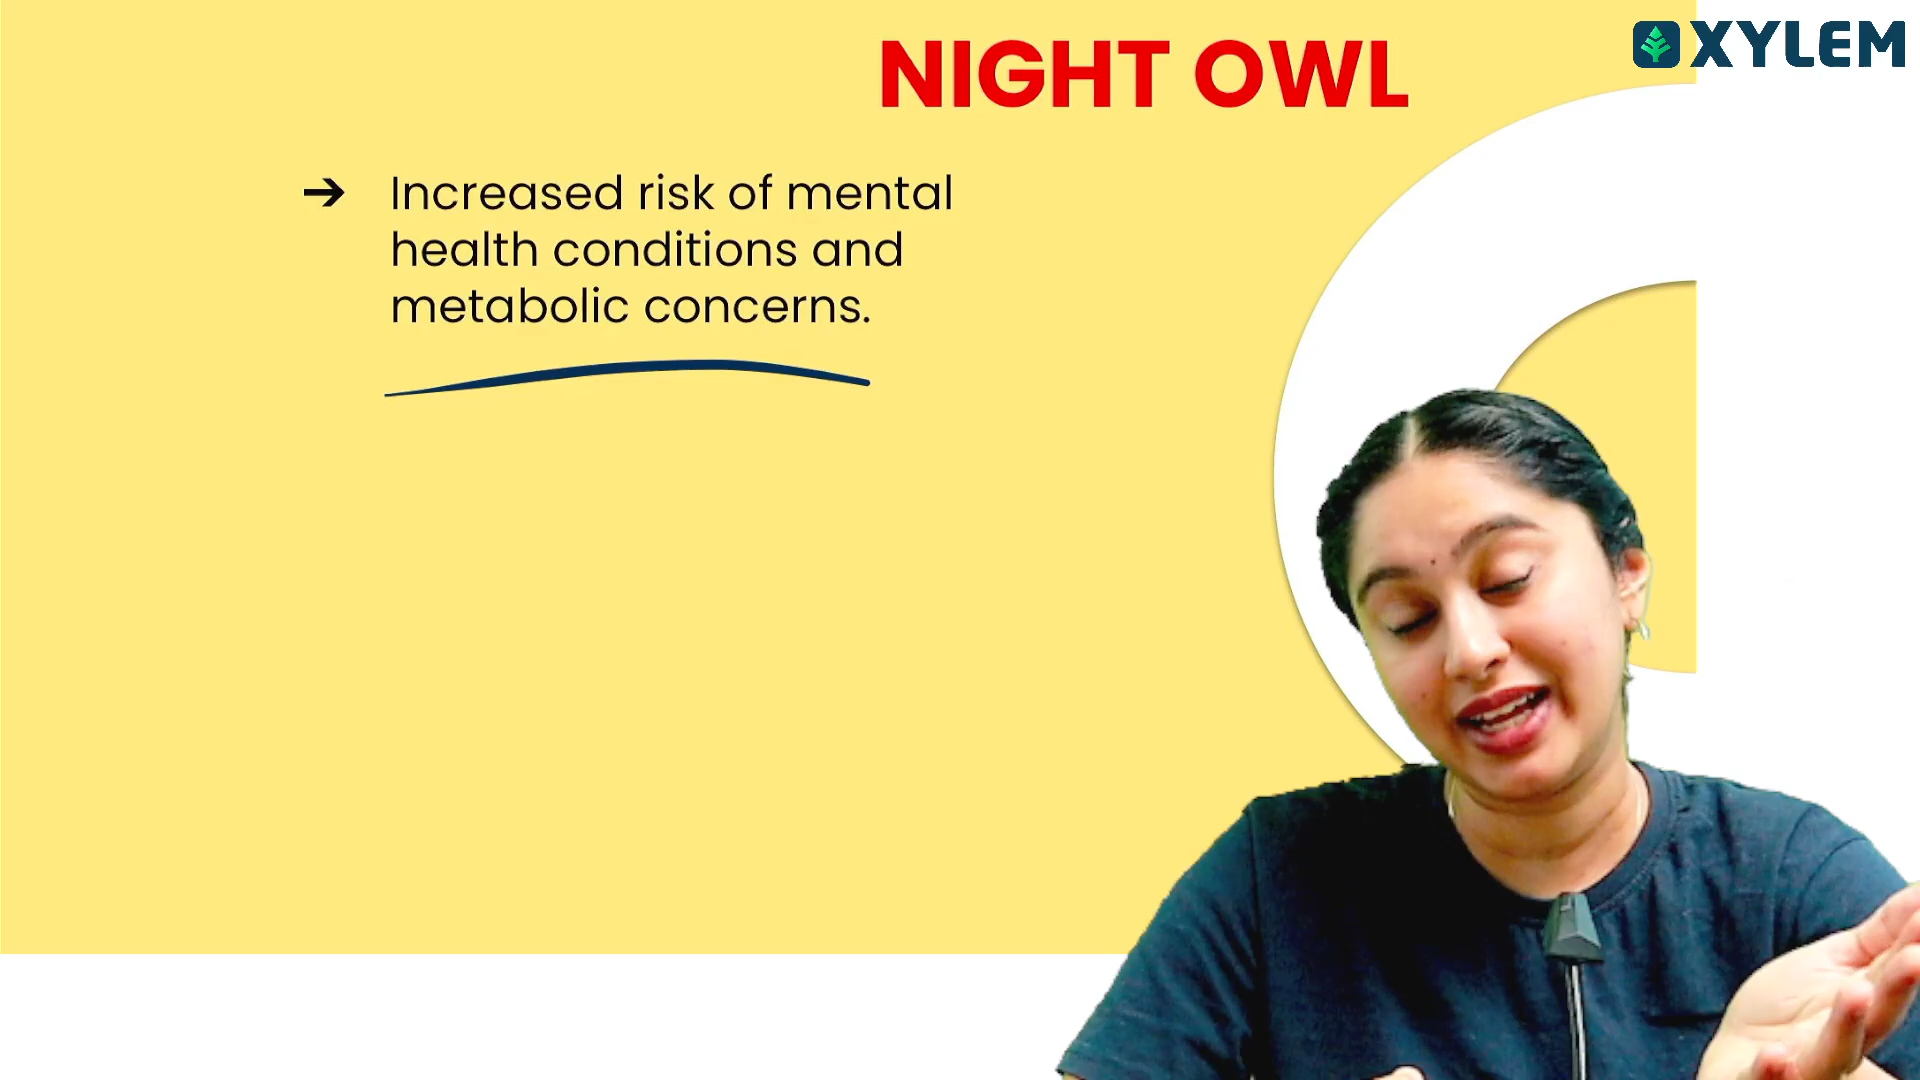 XYLEM
NIGHT OWL
➔ Increased risk of mental
health conditions and
metabolic concerns.